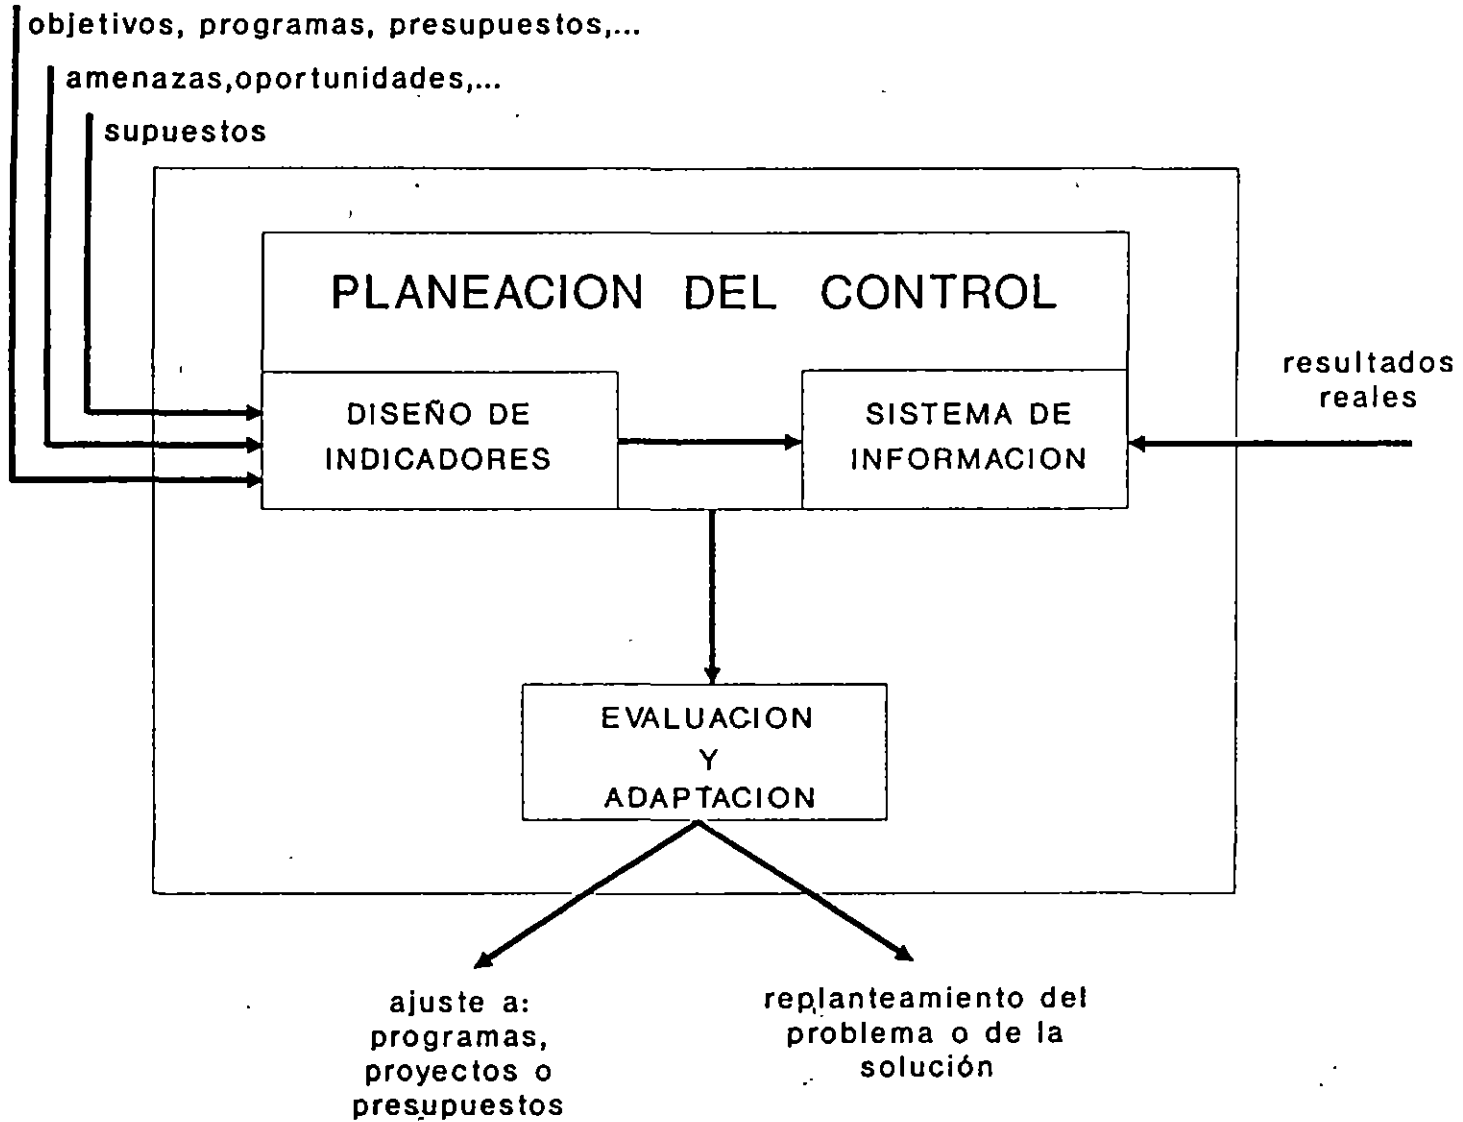 objetivos, programas, presupuestos,...
amenazas,oportunidades,...
supuestos
PLANEACION DEL CONTROL
DISEÑO DE
INDICADORES
SISTEMA DE
INFORMACION
resultados
reales
EVALUACION
Y
ADAPTACION
ajuste a:
programas,
proyectos o
presupuestos
replanteamiento del
problema o de la
solución